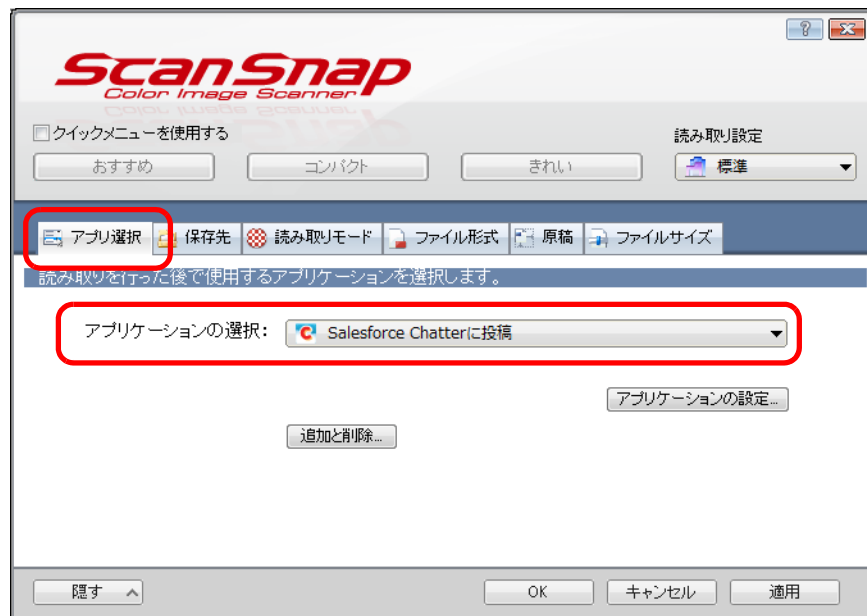 ScanSnap
Color Image Scanner
クイックメニューを使用する
読み取り設定
おすすめ
コンパクト
きれい
標準
アプリ選択
保存先
読み取りモード
ファイル形式
原稿
ファイルサイズ
読み取りを行った後で使用するアプリケーションを選択します。
アプリケーションの選択：
Salesforce Chatterに投稿
アプリケーションの設定...
追加と削除...
隠す
OK
キャンセル
適用